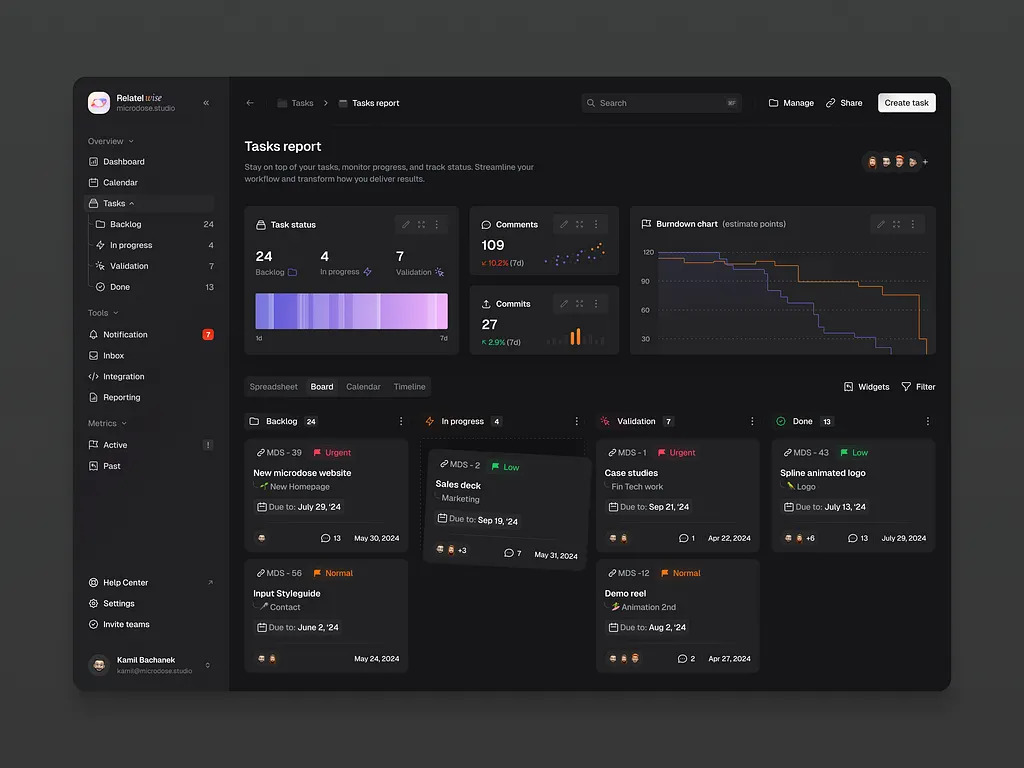 Relatel wise
microdose.studio
Overview
Dashboard
Calendar
Tasks
Backlog 24
In progress 4
Validation 7
Done 13
Tools
Notification 7
Inbox
Integration
Reporting
Metrics
Active !
Past
Help Center
Settings
Invite teams
Kamil Bachanek
kamil@microdose.studio
Tasks > Tasks report
Search ⌘F
Manage
Share
Create task
Tasks report
Stay on top of your tasks, monitor progress, and track status. Streamline your
workflow and transform how you deliver results.
+
Task status
24 4 7
Backlog In progress Validation
1d 7d
Comments
109
10.2% (7d)
Commits
27
2.9% (7d)
Burndown chart (estimate points)
120
90
60
30
Spreadsheet Board Calendar Timeline
Widgets Filter
Backlog 24
MDS - 39 Urgent
New microdose website
New Homepage
Due to: July 29, '24
13 May 30, 2024
MDS - 56 Normal
Input Styleguide
Contact
Due to: June 2, '24
May 24, 2024
In progress 4
MDS - 2 Low
Sales deck
Marketing
Due to: Sep 19, '24
+3 7 May 31, 2024
Validation 7
MDS - 1 Urgent
Case studies
Fin Tech work
Due to: Sep 21, '24
1 Apr 22, 2024
MDS -12 Normal
Demo reel
Animation 2nd
Due to: Aug 2, '24
2 Apr 27, 2024
Done 13
MDS - 43 Low
Spline animated logo
Logo
Due to: July 13, '24
+6 13 July 29, 2024